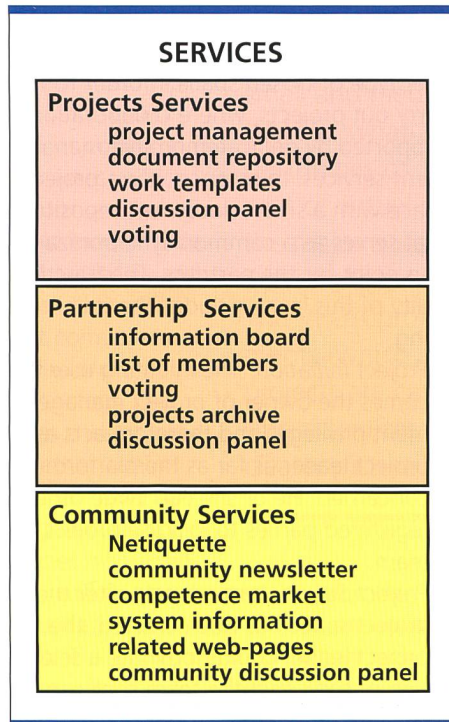 SERVICES
Projects Services
project management
document repository
work templates
discussion panel
voting
Partnership Services
information board
list of members
voting
projects archive
discussion panel
Community Services
Netiquette
community newsletter
competence market
system information
related web-pages
community discussion panel